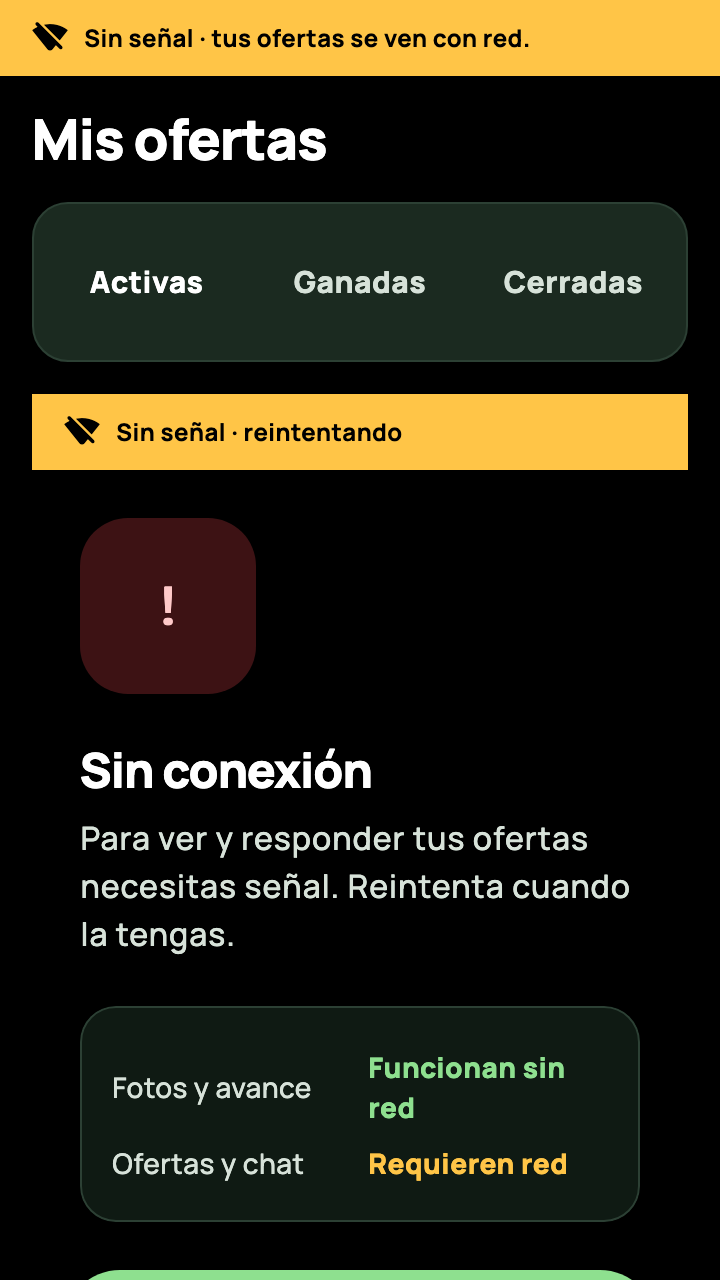 Sin señal · tus ofertas se ven con red.
Mis ofertas
Activas Ganadas Cerradas
Sin señal · reintentando
!
Sin conexión
Para ver y responder tus ofertas
necesitas señal. Reintenta cuando
la tengas.
Fotos y avance Funcionan sin
red
Ofertas y chat Requieren red